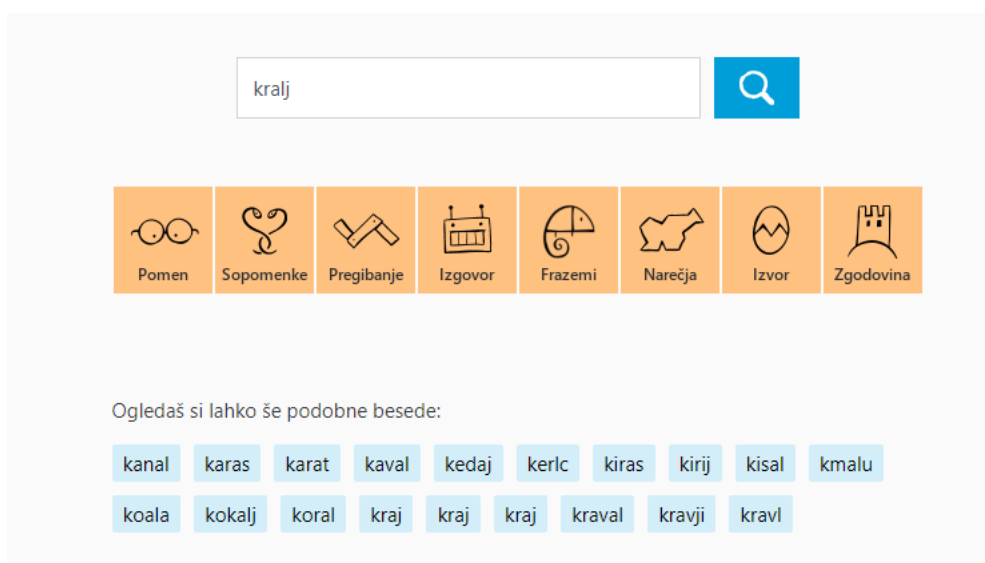 kralj
Pomen Sopomenke Pregibanje Izgovor Frazemi Narečja Izvor Zgodovina
Ogledaš si lahko še podobne besede:
kanal karas karat kaval kedaj kerlc kiras kirij kisal kmalu
koala kokalj koral kraj kraj kraj kraval kravji kravl